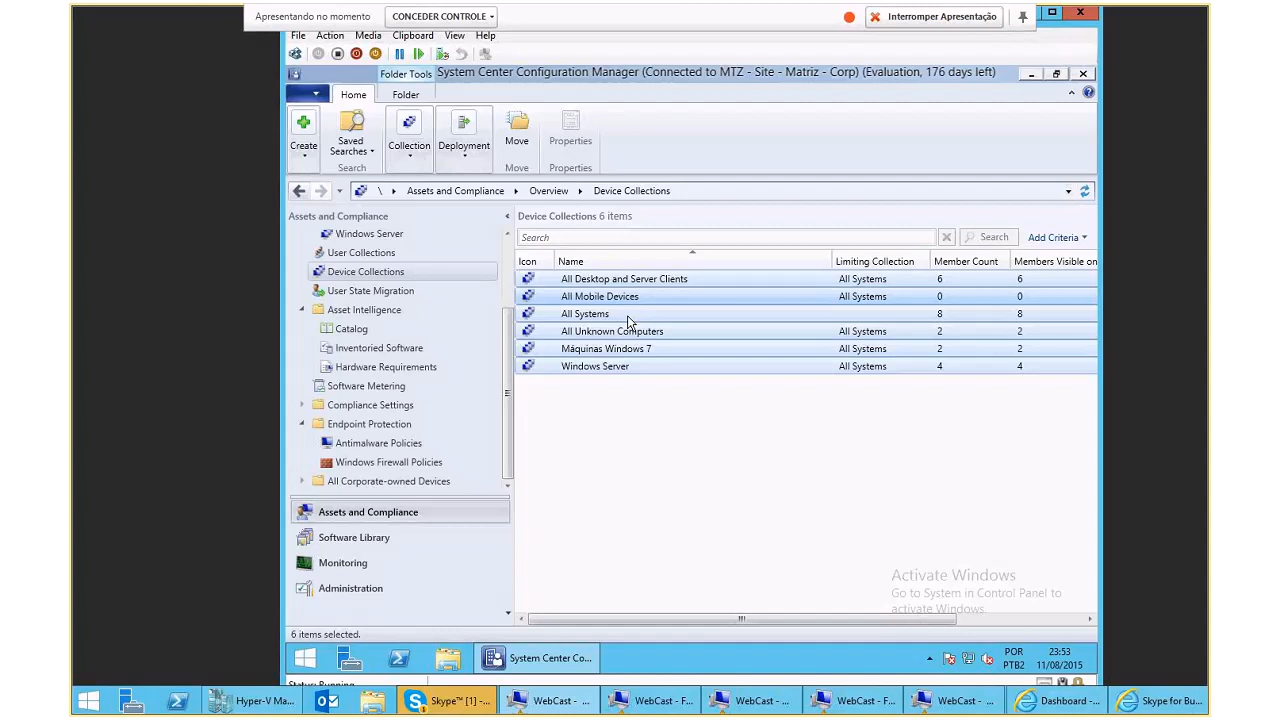 Apresentando no momento CONCEDER CONTROLE Interromper Apresentação
File Action Media Clipboard View Help
Folder Tools System Center Configuration Manager (Connected to MTZ - Site - Matriz - Corp) (Evaluation, 176 days left)
Home Folder
Create Saved Searches Collection Deployment Move Properties
Search Move Properties
\ Assets and Compliance Overview Device Collections
Assets and Compliance
Windows Server
User Collections
Device Collections
User State Migration
Asset Intelligence
Catalog
Inventoried Software
Hardware Requirements
Software Metering
Compliance Settings
Endpoint Protection
Antimalware Policies
Windows Firewall Policies
All Corporate-owned Devices
Assets and Compliance
Software Library
Monitoring
Administration
Device Collections 6 items
Search Search Add Criteria
Icon Name Limiting Collection Member Count Members Visible on
All Desktop and Server Clients All Systems 6 6
All Mobile Devices All Systems 0 0
All Systems 8 8
All Unknown Computers All Systems 2 2
Máquinas Windows 7 All Systems 2 2
Windows Server All Systems 4 4
Activate Windows
Go to System in Control Panel to
activate Windows.
6 items selected.
System Center Co... POR 23:53
PTB2 11/08/2015
Status: Running
Hyper-V Ma... Skype™ [1] -... WebCast - ... WebCast - F... WebCast - ... WebCast - F... WebCast - ... Dashboard -... Skype for Bu...